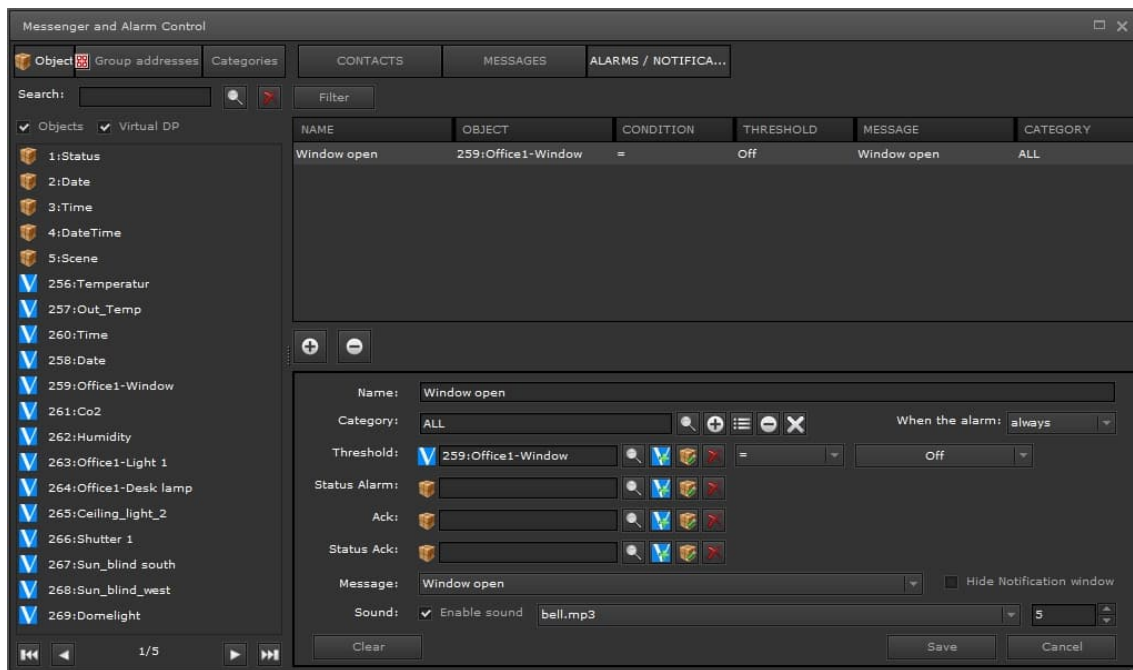 Messenger and Alarm Control
Object Group addresses Categories CONTACTS MESSAGES ALARMS / NOTIFICA...
Search: Filter
Objects Virtual DP
NAME OBJECT CONDITION THRESHOLD MESSAGE CATEGORY
Window open 259:Office1-Window = Off Window open ALL
1:Status
2:Date
3:Time
4:DateTime
5:Scene
256:Temperatur
257:Out_Temp
260:Time
258:Date
259:Office1-Window
261:Co2
262:Humidity
263:Office1-Light 1
264:Office1-Desk lamp
265:Ceiling_light_2
266:Shutter 1
267:Sun_blind south
268:Sun_blind_west
269:Domelight
1/5
Name: Window open
Category: ALL When the alarm: always
Threshold: 259:Office1-Window = Off
Status Alarm:
Ack:
Status Ack:
Message: Window open Hide Notification window
Sound: Enable sound bell.mp3 5
Clear Save Cancel